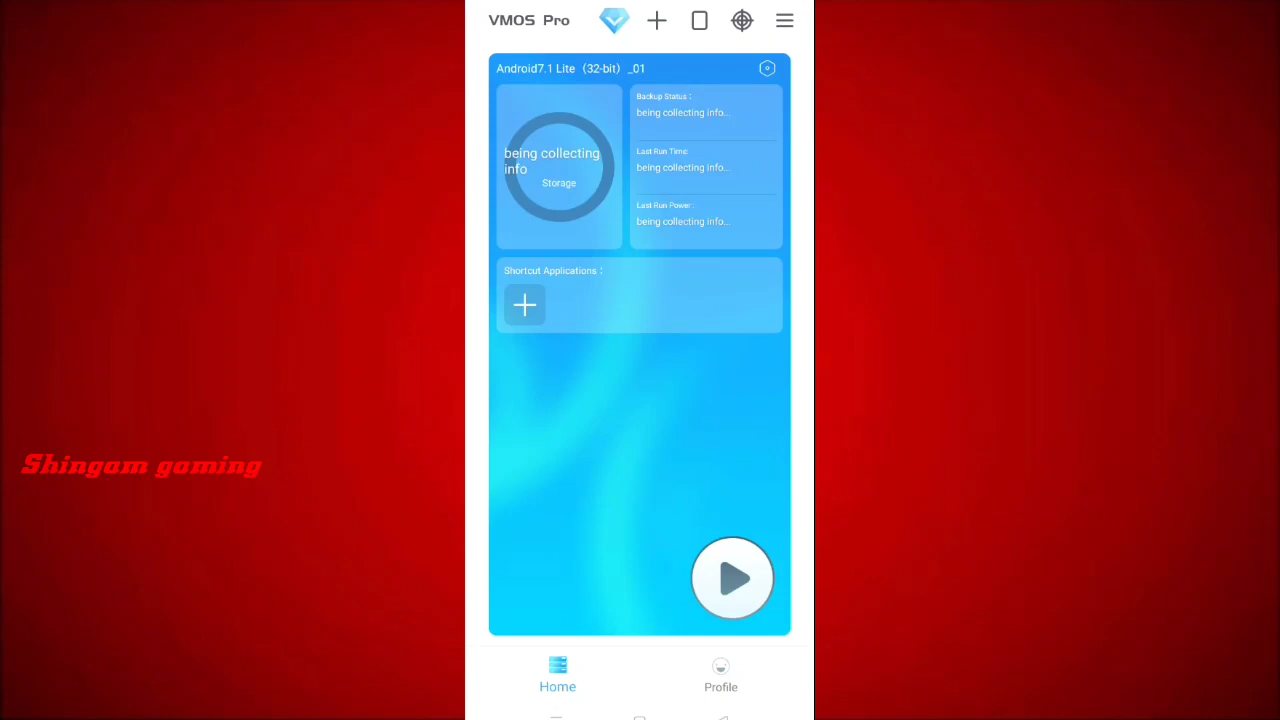 VMOS Pro
Android7.1 Lite（32-bit）_01
being collecting
info
Storage
Backup Status：
being collecting info...
Last Run Time:
being collecting info...
Last Run Power :
being collecting info...
Shortcut Applications：
Shingam gaming
Home
Profile